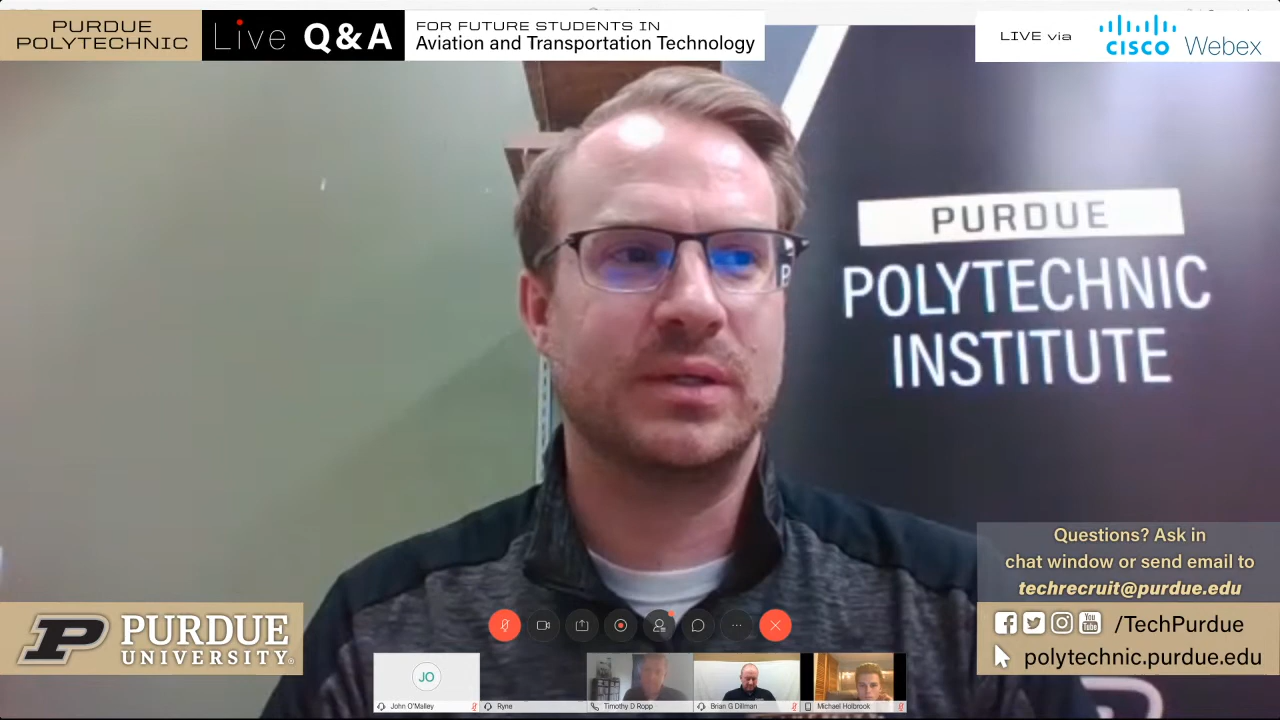 PURDUE
POLYTECHNIC
Live Q&A
FOR FUTURE STUDENTS IN
Aviation and Transportation Technology
LIVE via
CISCO Webex
PURDUE
POLYTECHNIC
INSTITUTE
P
Questions? Ask in
chat window or send email to
techrecruit@purdue.edu
P PURDUE
UNIVERSITY
You
Tube
/TechPurdue
polytechnic.purdue.edu
JO
John O'Malley
Ryne
Timothy D Ropp
Brian G Dillman
Michael Holbrook